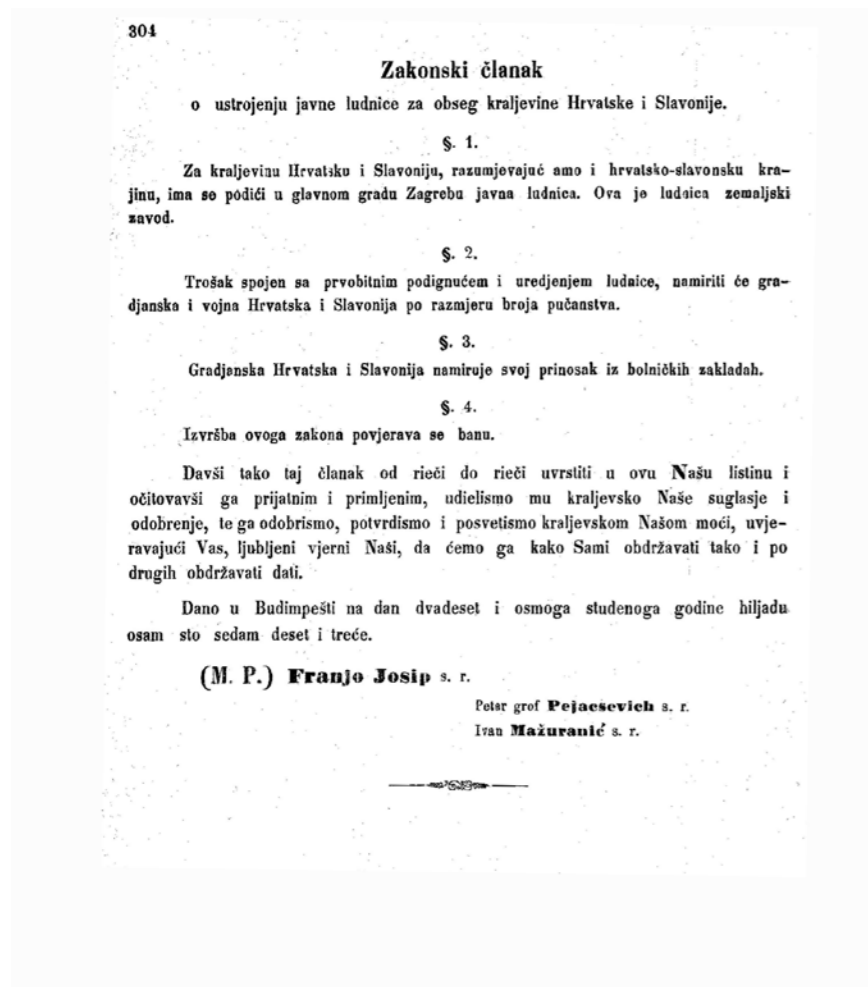 304
Zakonski članak
o ustrojenju javne ludnice za obseg kraljevine Hrvatske i Slavonije.
§. 1.
Za kraljevinu Hrvatsku i Slavoniju, razumjevajuć amo i hrvatsko-slavonsku kra-
jinu, ima se podići u glavnom gradu Zagrebu javna ludnica. Ova je ludnica zemaljski
zavod.
§. 2.
Trošak spojen sa prvobitnim podignućem i uredjenjem ludnice, namiriti će gra-
djanska i vojna Hrvatska i Slavonija po razmjeru broja pučanstva.
§. 3.
Gradjanska Hrvatska i Slavonija namiruje svoj prinosak iz bolničkih zakladah.
§. 4.
Izvršba ovoga zakona povjerava se banu.
Davši tako taj članak od rieči do rieči uvrstiti u ovu Našu listinu i
očitovavši ga prijatnim i primljenim, udielismo mu kraljevsko Naše suglasje i
odobrenje, te ga odobrismo, potvrdismo i posvetismo kraljevskom Našom moći, uvje-
ravajući Vas, ljubljeni vjerni Naši, da ćemo ga kako Sami obdržavati tako i po
drugih obdržavati dati.
Dano u Budimpešti na dan dvadeset i osmoga studenoga godine hiljadu
osam sto sedam deset i treće.
(M. P.) Franjo Josip s. r.
Petar grof Pejacsevich s. r.
Ivan Mažuranić s. r.